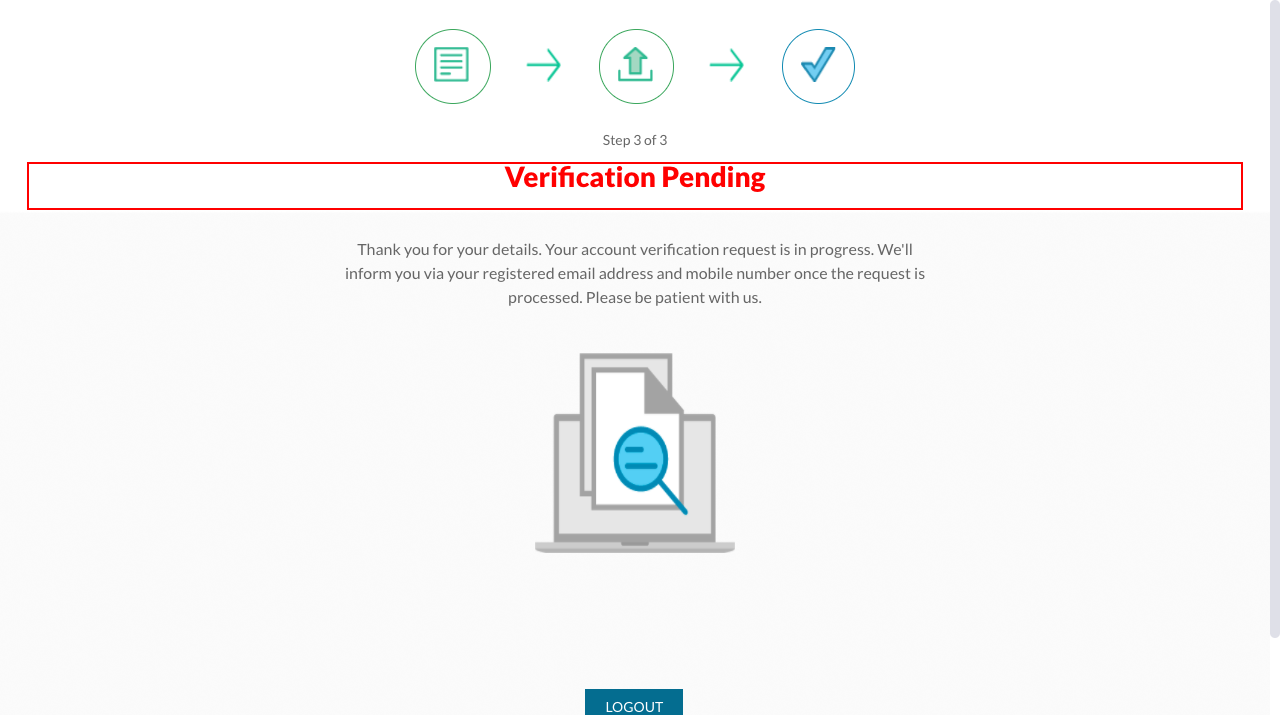 Step 3 of 3
Verification Pending
Thank you for your details. Your account verification request is in progress. We'll
inform you via your registered email address and mobile number once the request is
processed. Please be patient with us.
LOGOUT